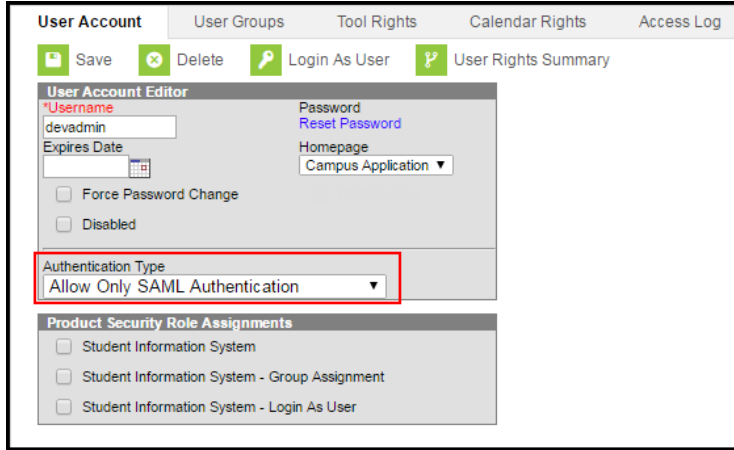 User Account User Groups Tool Rights Calendar Rights Access Log
Save Delete Login As User User Rights Summary
User Account Editor
*Username Password
devadmin Reset Password
Expires Date Homepage
Campus Application
Force Password Change
Disabled
Authentication Type
Allow Only SAML Authentication
Product Security Role Assignments
Student Information System
Student Information System - Group Assignment
Student Information System - Login As User